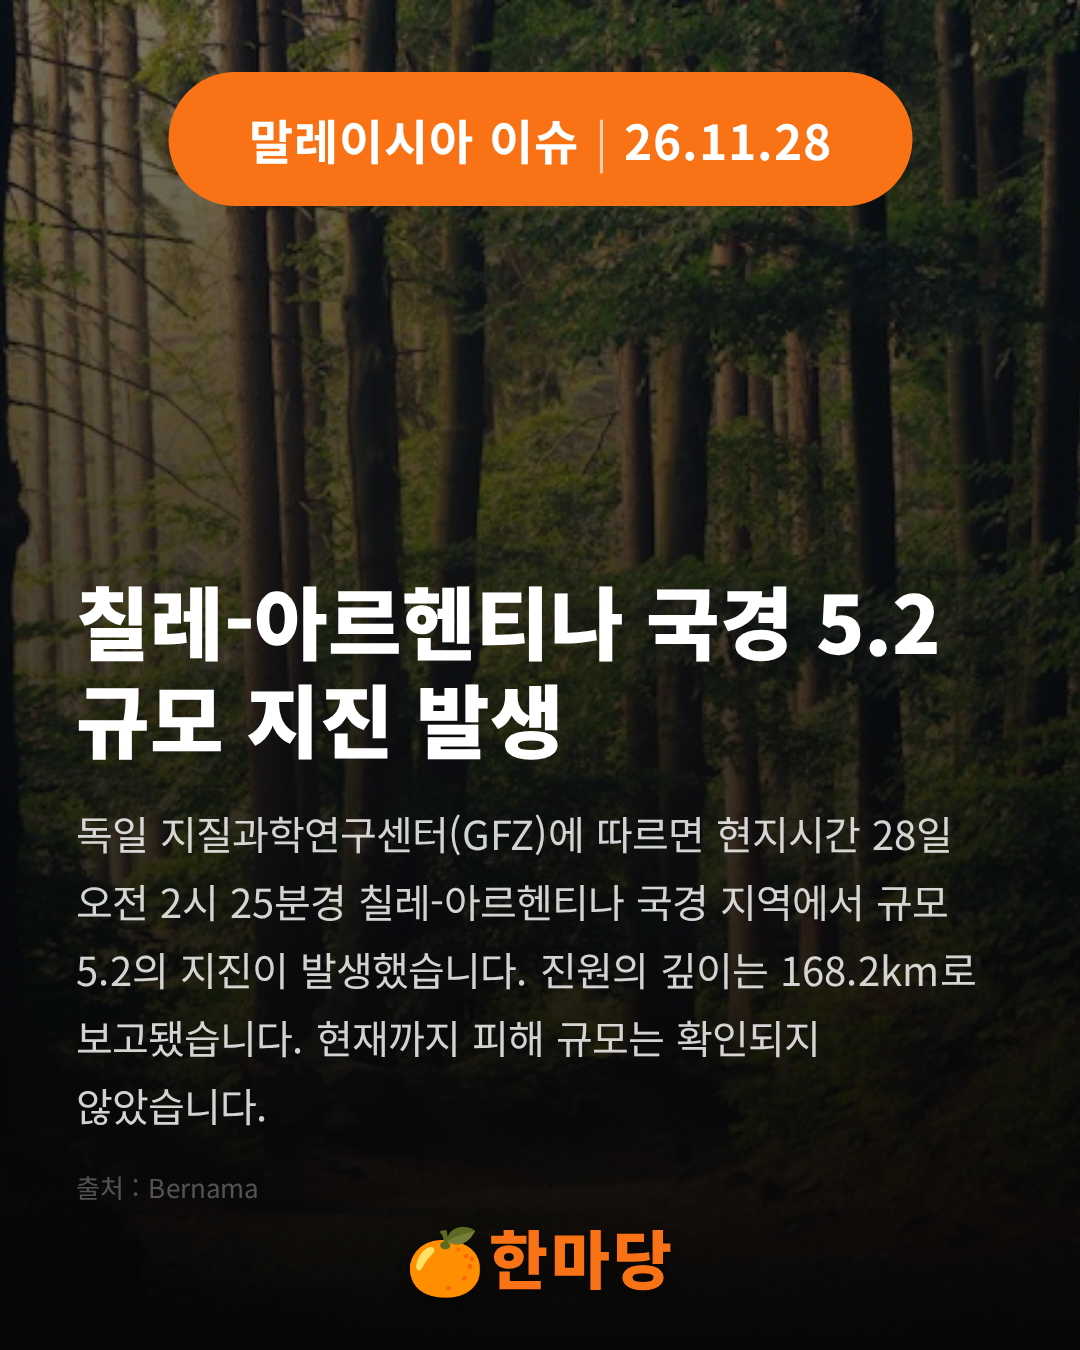 말레이시아 이슈 | 26.11.28
칠레-아르헨티나 국경 5.2
규모 지진 발생
독일 지질과학연구센터(GFZ)에 따르면 현지시간 28일
오전 2시 25분경 칠레-아르헨티나 국경 지역에서 규모
5.2의 지진이 발생했습니다. 진원의 깊이는 168.2km로
보고됐습니다. 현재까지 피해 규모는 확인되지
않았습니다.
출처 : Bernama
한마당